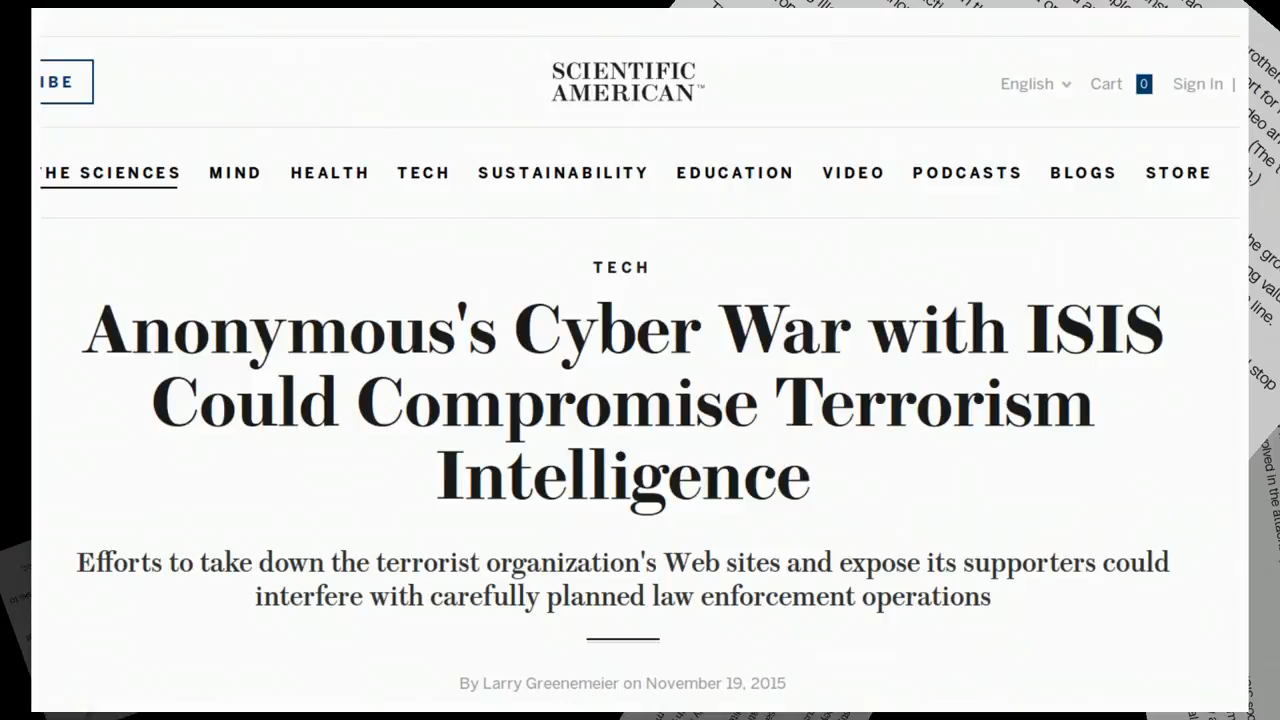 IBE
SCIENTIFIC
AMERICAN™
English Cart 0 Sign In |
THE SCIENCES MIND HEALTH TECH SUSTAINABILITY EDUCATION VIDEO PODCASTS BLOGS STORE
TECH
Anonymous's Cyber War with ISIS
Could Compromise Terrorism
Intelligence
Efforts to take down the terrorist organization's Web sites and expose its supporters could
interfere with carefully planned law enforcement operations
By Larry Greenemeier on November 19, 2015